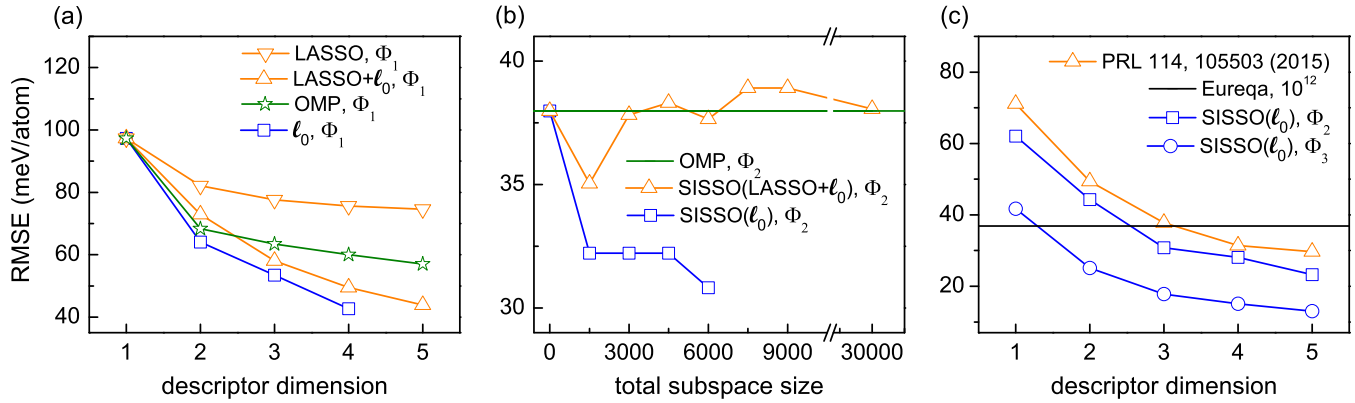 (a)
LASSO, Φ1
LASSO+ℓ0, Φ1
OMP, Φ1
ℓ0, Φ1
RMSE (meV/atom)
120
100
80
60
40
1 2 3 4 5
descriptor dimension
(b)
40
38
35
33
30
OMP, Φ2
SISSO(LASSO+ℓ0), Φ2
SISSO(ℓ0), Φ2
0 3000 6000 9000 30000
total subspace size
(c)
PRL 114, 105503 (2015)
Eureqa, 10^12
SISSO(ℓ0), Φ2
SISSO(ℓ0), Φ3
80
60
40
20
1 2 3 4 5
descriptor dimension